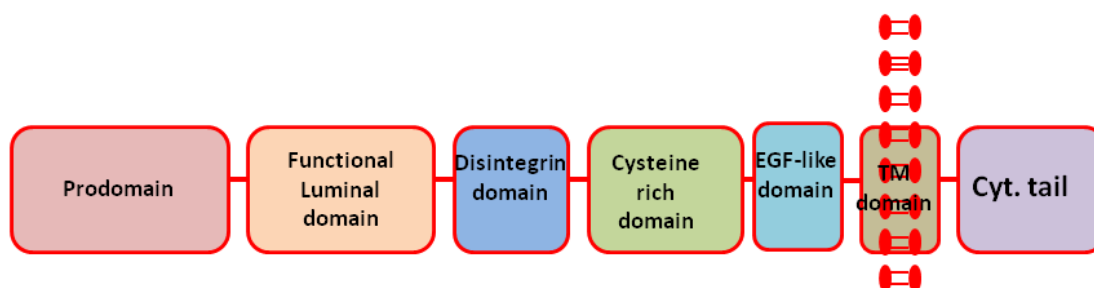 Prodomain
Functional
Luminal
domain
Disintegrin
domain
Cysteine
rich
domain
EGF-like
domain
TM
domain
Cyt. tail